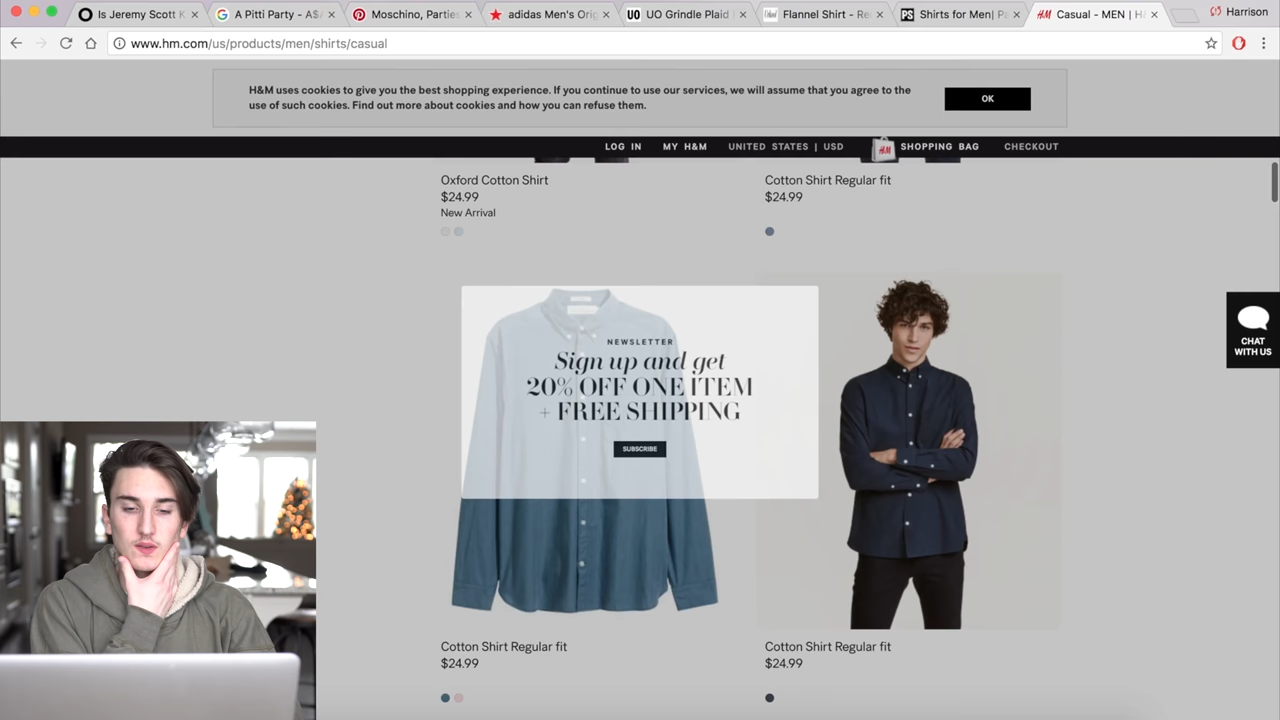 Is Jeremy Scott K
A Pitti Party - A$A
Moschino, Parties
adidas Men's Orig
UO
UO Grindle Plaid
Flannel Shirt - Re
PS
Shirts for Men| Pa
H&M
Casual - MEN | H&
Harrison
www.hm.com/us/products/men/shirts/casual
H&M uses cookies to give you the best shopping experience. If you continue to use our services, we will assume that you agree to the
use of such cookies. Find out more about cookies and how you can refuse them.
OK
LOG IN
MY H&M
UNITED STATES | USD
H&M
SHOPPING BAG
CHECKOUT
Oxford Cotton Shirt
$24.99
New Arrival
Cotton Shirt Regular fit
$24.99
NEWSLETTER
Sign up and get
20% OFF ONE ITEM
+ FREE SHIPPING
SUBSCRIBE
CHAT
WITH US
Cotton Shirt Regular fit
$24.99
Cotton Shirt Regular fit
$24.99